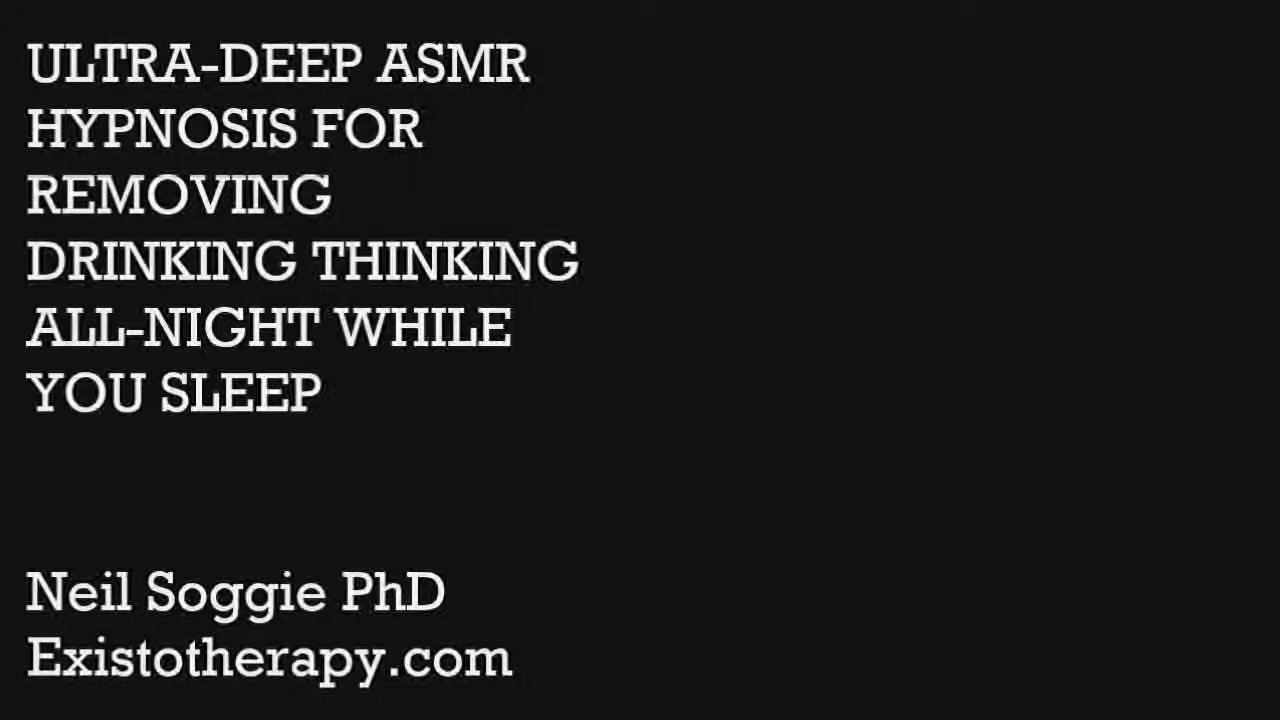 ULTRA-DEEP ASMR
HYPNOSIS FOR
REMOVING
DRINKING THINKING
ALL-NIGHT WHILE
YOU SLEEP
Neil Soggie PhD
Existotherapy.com